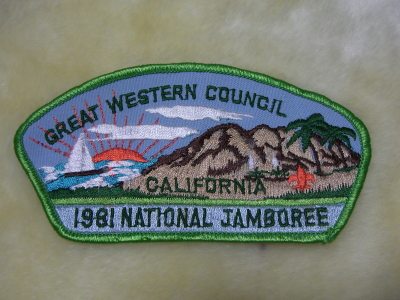 GREAT WESTERN COUNCIL
CALIFORNIA
1981 NATIONAL JAMBOREE